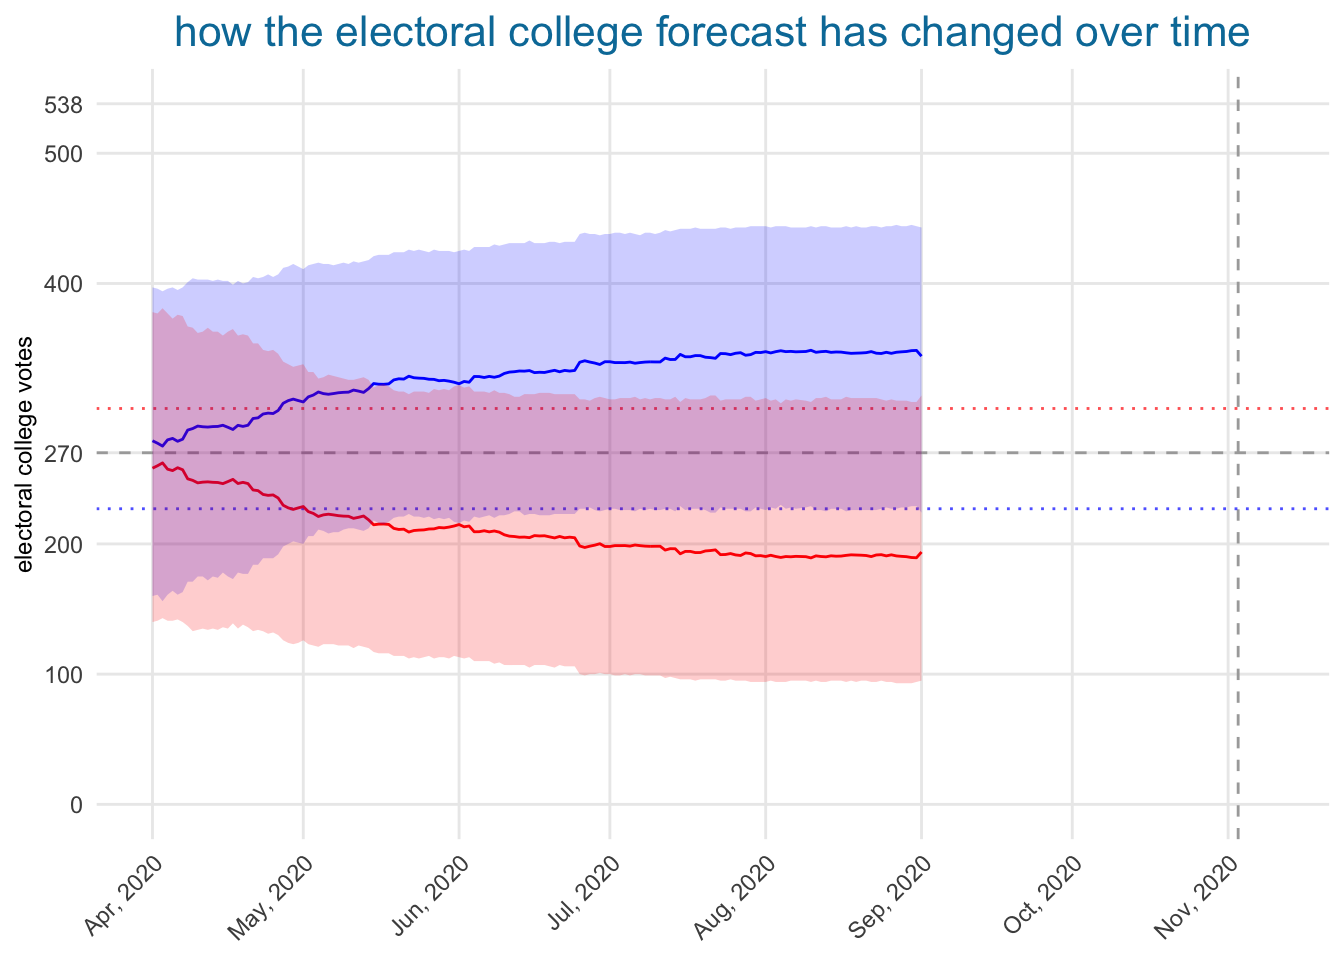 how the electoral college forecast has changed over time
538
500
400
270
200
100
0
electoral college votes
Apr, 2020
May, 2020
Jun, 2020
Jul, 2020
Aug, 2020
Sep, 2020
Oct, 2020
Nov, 2020